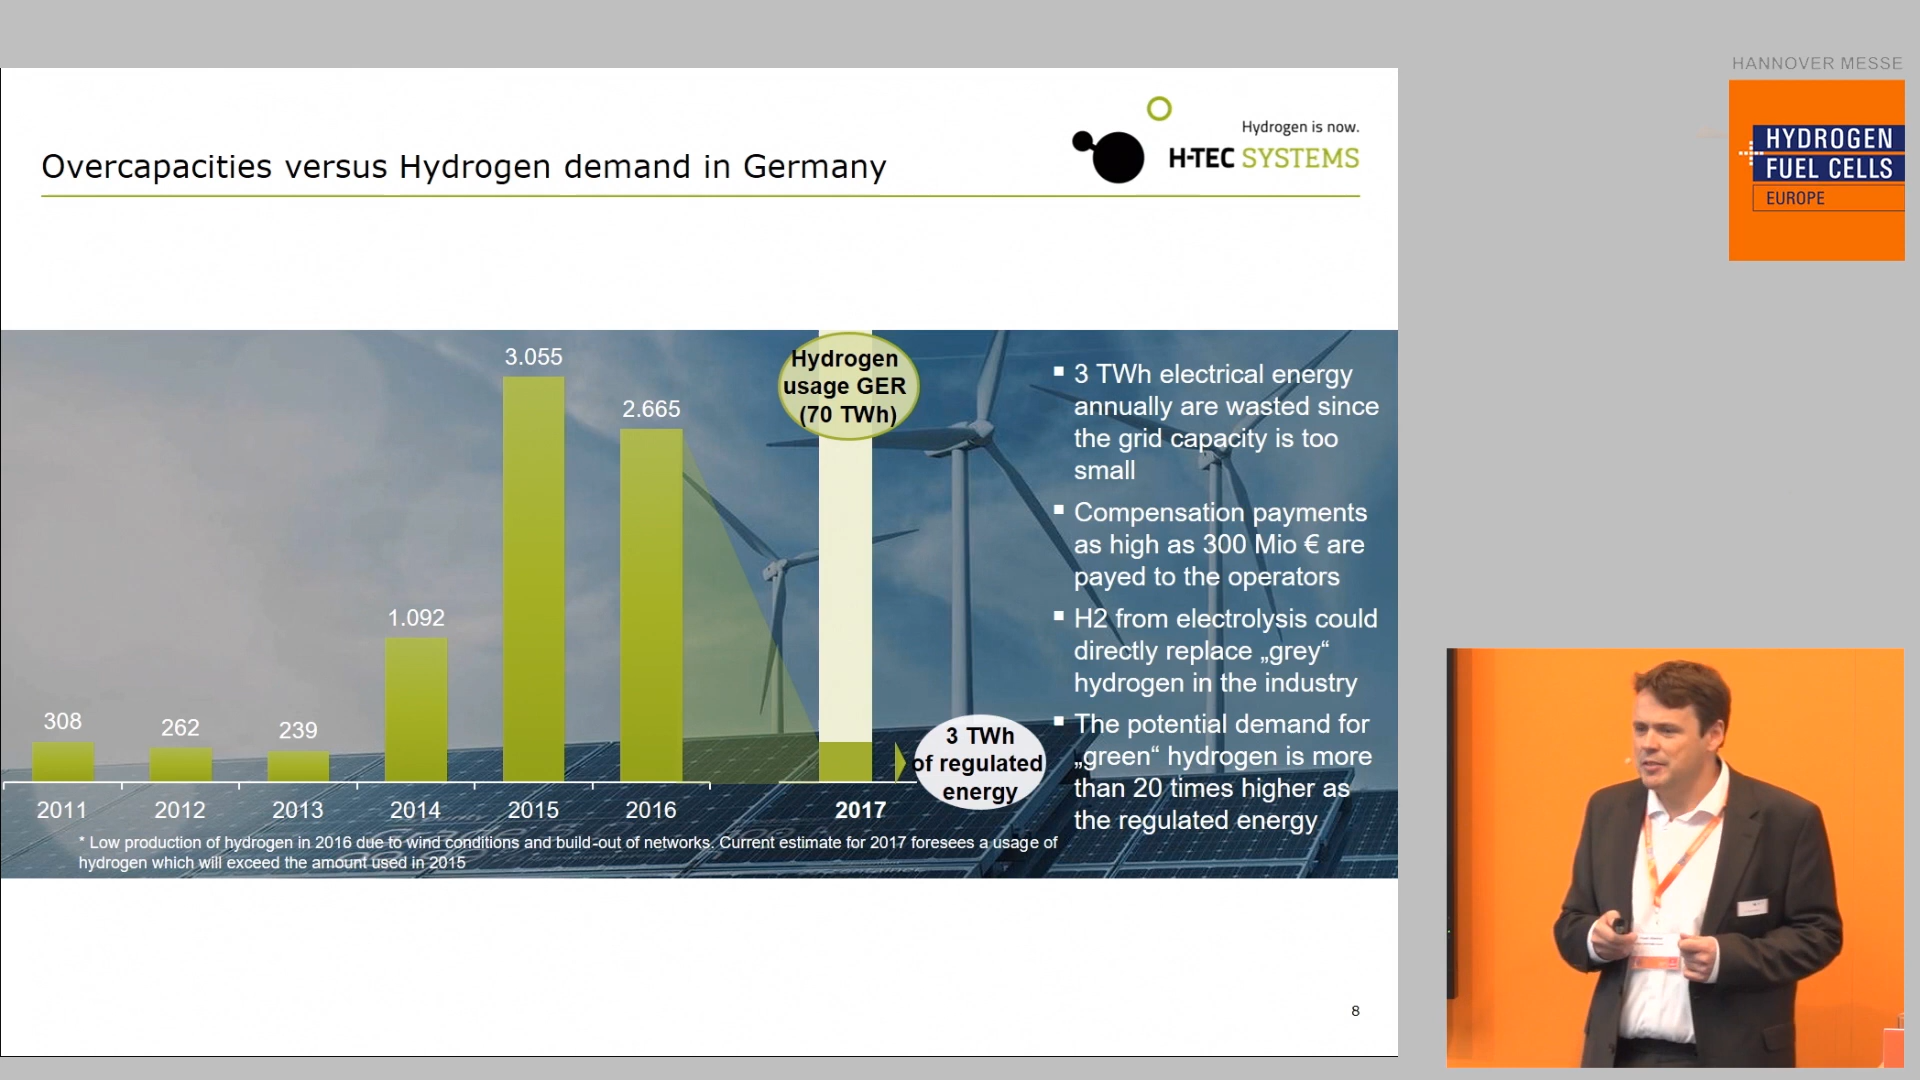 HANNOVER MESSE
HYDROGEN
FUEL CELLS
EUROPE
Overcapacities versus Hydrogen demand in Germany
Hydrogen is now.
H-TEC SYSTEMS
3.055
2.665
1.092
308
262
239
Hydrogen
usage GER
(70 TWh)
3 TWh
of regulated
energy
2011 2012 2013 2014 2015 2016 2017
* Low production of hydrogen in 2016 due to wind conditions and build-out of networks. Current estimate for 2017 foresees a usage of
hydrogen which will exceed the amount used in 2015
▪ 3 TWh electrical energy
annually are wasted since
the grid capacity is too
small
▪ Compensation payments
as high as 300 Mio € are
payed to the operators
▪ H2 from electrolysis could
directly replace „grey“
hydrogen in the industry
▪ The potential demand for
„green“ hydrogen is more
than 20 times higher as
the regulated energy
8